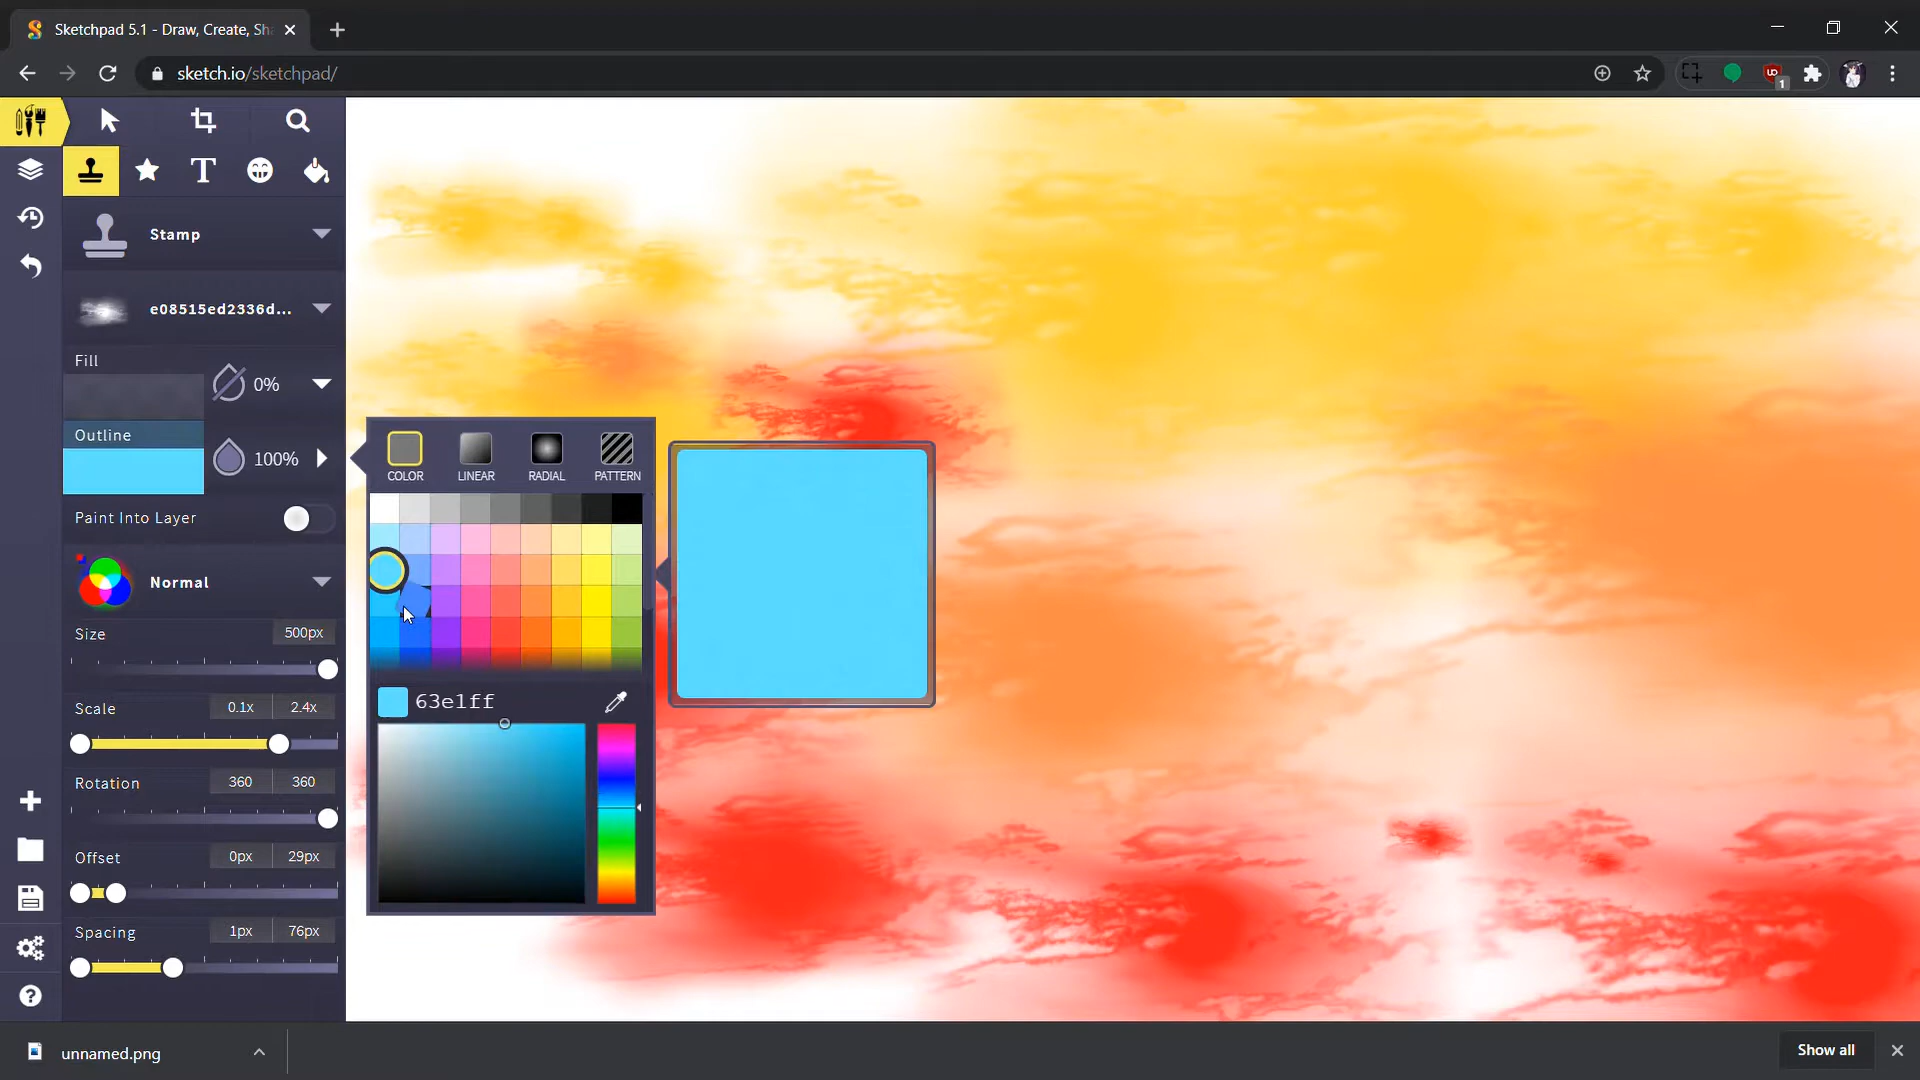 Sketchpad 5.1 - Draw, Create, Sha
sketch.io/sketchpad/
1
T
Stamp
e08515ed2336d...
Fill
0%
Outline
100%
Paint Into Layer
Normal
Size 500px
Scale 0.1x 2.4x
Rotation 360 360
Offset 0px 29px
Spacing 1px 76px
COLOR LINEAR RADIAL PATTERN
63e1ff
unnamed.png
Show all